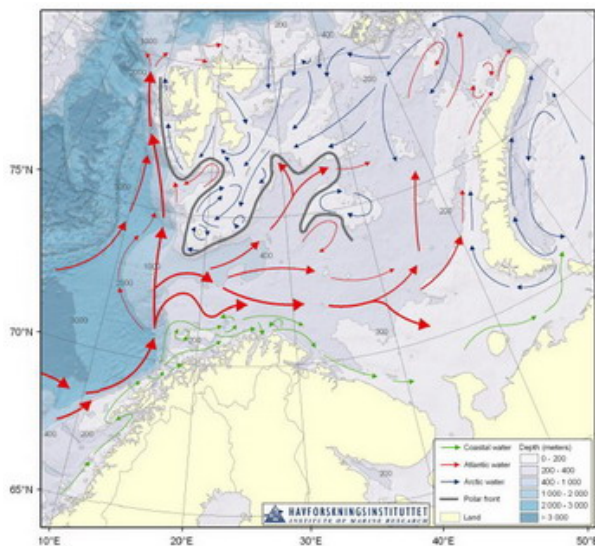 75°N
70°N
65°N
10°E
20°E
30°E
40°E
50°E
Coastal water
Atlantic water
Arctic water
Polar front
Land
Depth (meters)
0 - 200
200 - 400
400 - 1 000
1 000 - 2 000
2 000 - 3 000
> 3 000
HAVFORSKNINGSINSTITUTTET
INSTITUTE OF MARINE RESEARCH